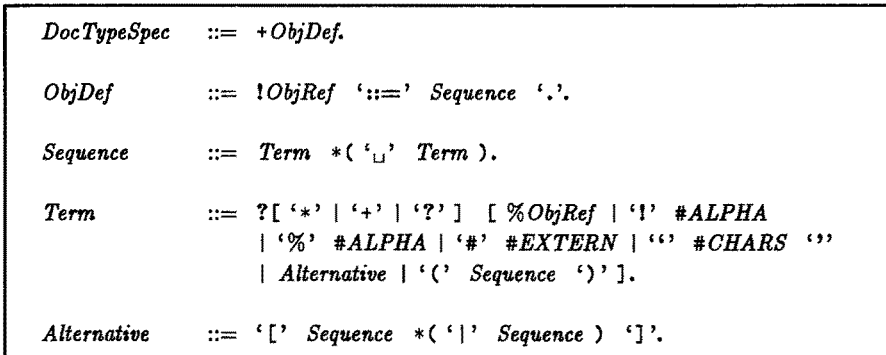 DocTypeSpec ::= +ObjDef.
ObjDef ::= !ObjRef ‘::=’ Sequence ‘.’.
Sequence ::= Term *( ‘␣’ Term ).
Term ::= ?[ ‘*’ | ‘+’ | ‘?’ ] [ %ObjRef | ‘!’ #ALPHA
| ‘%’ #ALPHA | ‘#’ #EXTERN | ‘‘’ #CHARS ‘’’
| Alternative | ‘(’ Sequence ‘)’ ].
Alternative ::= ‘[’ Sequence *( ‘|’ Sequence ) ‘]’.